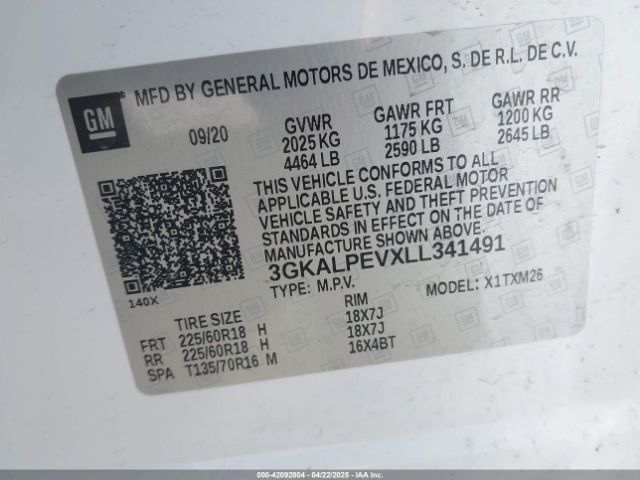 GM
MFD BY GENERAL MOTORS DE MEXICO, S. DE R.L. DE C.V.
09/20 GVWR GAWR FRT GAWR RR
2025 KG 1175 KG 1200 KG
4464 LB 2590 LB 2645 LB
THIS VEHICLE CONFORMS TO ALL
APPLICABLE U.S. FEDERAL MOTOR
VEHICLE SAFETY AND THEFT PREVENTION
STANDARDS IN EFFECT ON THE DATE OF
MANUFACTURE SHOWN ABOVE.
3GKALPEVXLL341491
140X TYPE: M.P.V. MODEL: X1TXM26
TIRE SIZE RIM
FRT 225/60R18 H 18X7J
RR 225/60R18 H 18X7J
SPA T135/70R16 M 16X4BT
000-42092804 - 04/22/2025 - IAAI.COM